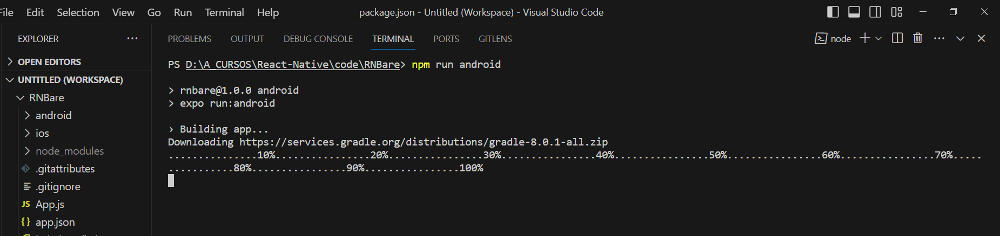 File Edit Selection View Go Run Terminal Help package.json - Untitled (Workspace) - Visual Studio Code
EXPLORER ... PROBLEMS OUTPUT DEBUG CONSOLE TERMINAL PORTS GITLENS node
OPEN EDITORS
UNTITLED (WORKSPACE)
RNBare
android
ios
node_modules
.gitattributes
.gitignore
JS App.js
{} app.json
PS D:\A_CURSOS\React-Native\code\RNBare> npm run android
> rnbare@1.0.0 android
> expo run:android
› Building app...
Downloading https://services.gradle.org/distributions/gradle-8.0.1-all.zip
...............10%................20%................30%................40%................50%................60%................70%.....
...........80%................90%................100%